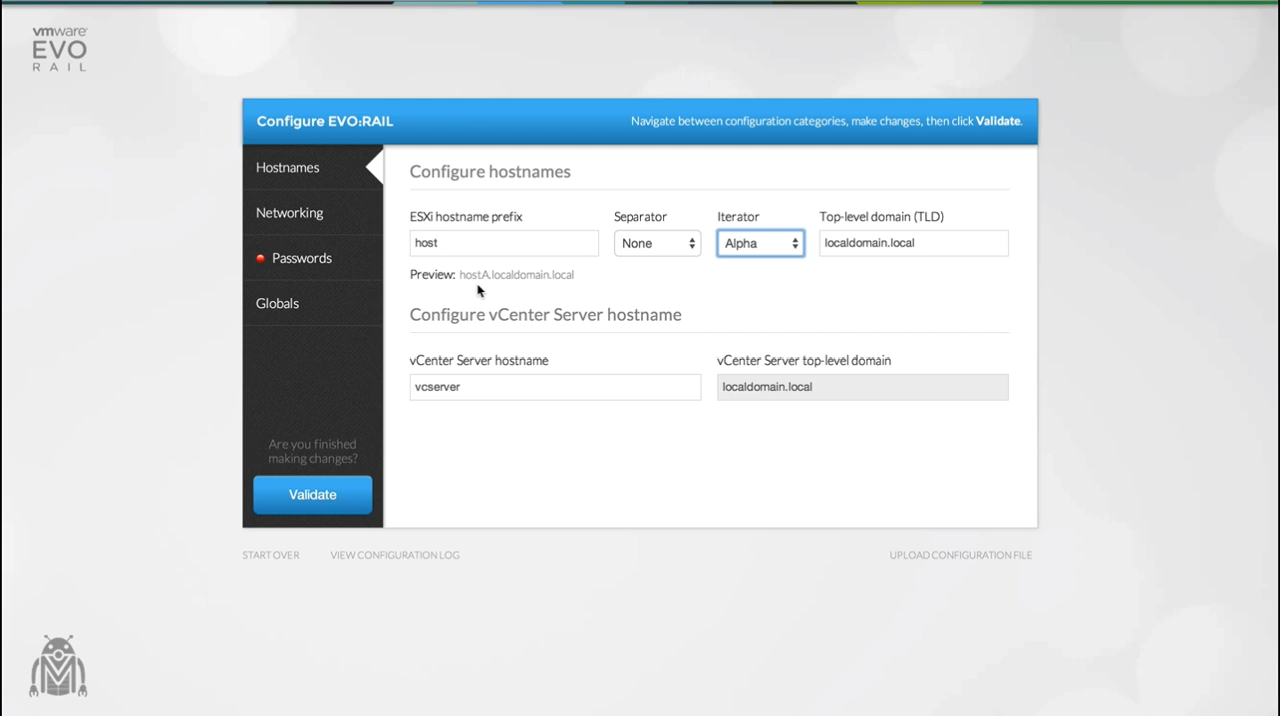 vmware
EVO
RAIL
Configure EVO:RAIL
Navigate between configuration categories, make changes, then click Validate.
Hostnames
Networking
Passwords
Globals
Are you finished
making changes?
Validate
Configure hostnames
ESXi hostname prefix Separator Iterator Top-level domain (TLD)
host None Alpha localdomain.local
Preview: hostA.localdomain.local
Configure vCenter Server hostname
vCenter Server hostname vCenter Server top-level domain
vcserver localdomain.local
START OVER VIEW CONFIGURATION LOG UPLOAD CONFIGURATION FILE